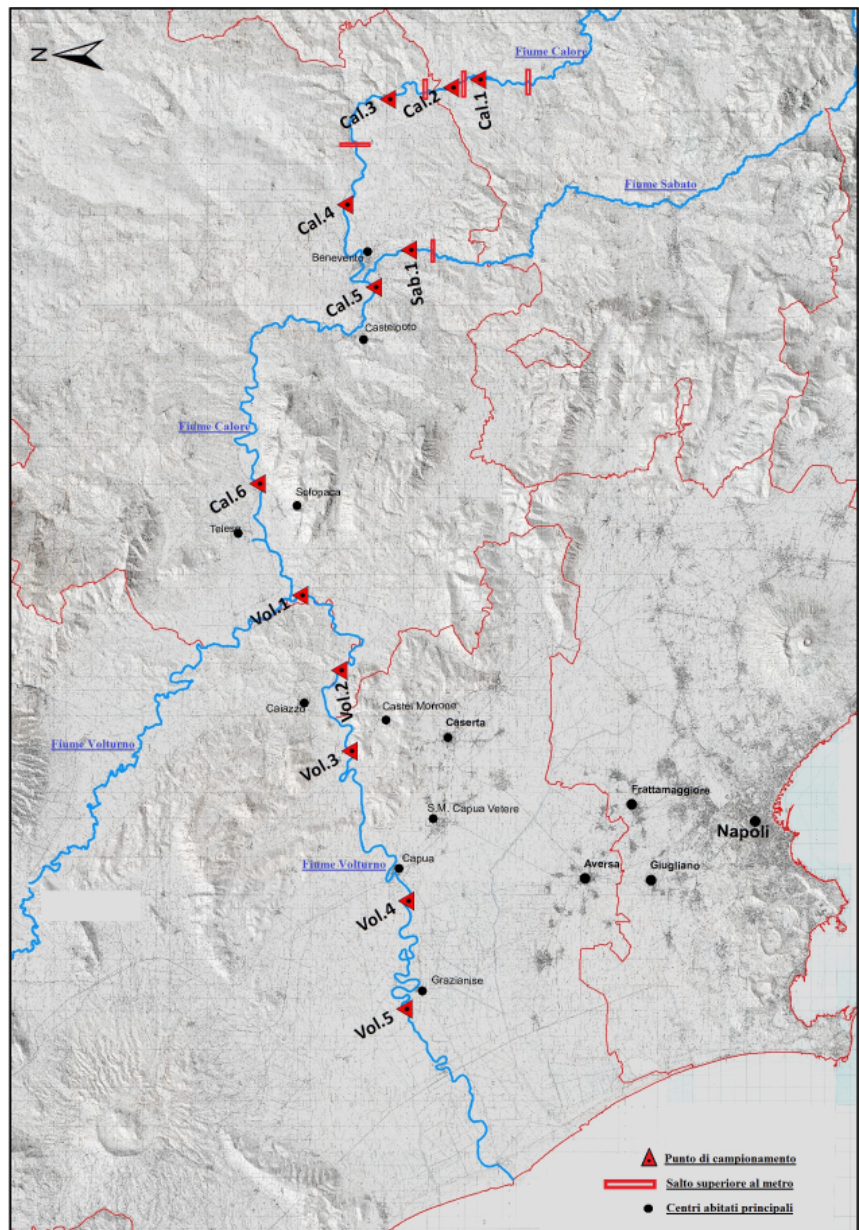 N
Fiume Calore
Cal.3
Cal.2
Cal.1
Fiume Sabato
Cal.4
Benevento
Sab.1
Cal.5
Castelpoto
Fiume Calore
Cal.6
Solopaca
Telese
Vol.1
Vol.2
Caiazzo
Castel Morrone
Caserta
Fiume Volturno
Vol.3
Frattamaggiore
S.M. Capua Vetere
Napoli
Fiume Volturno
Capua
Aversa
Giugliano
Vol.4
Grazianise
Vol.5
Punto di campionamento
Salto superiore al metro
Centri abitati principali